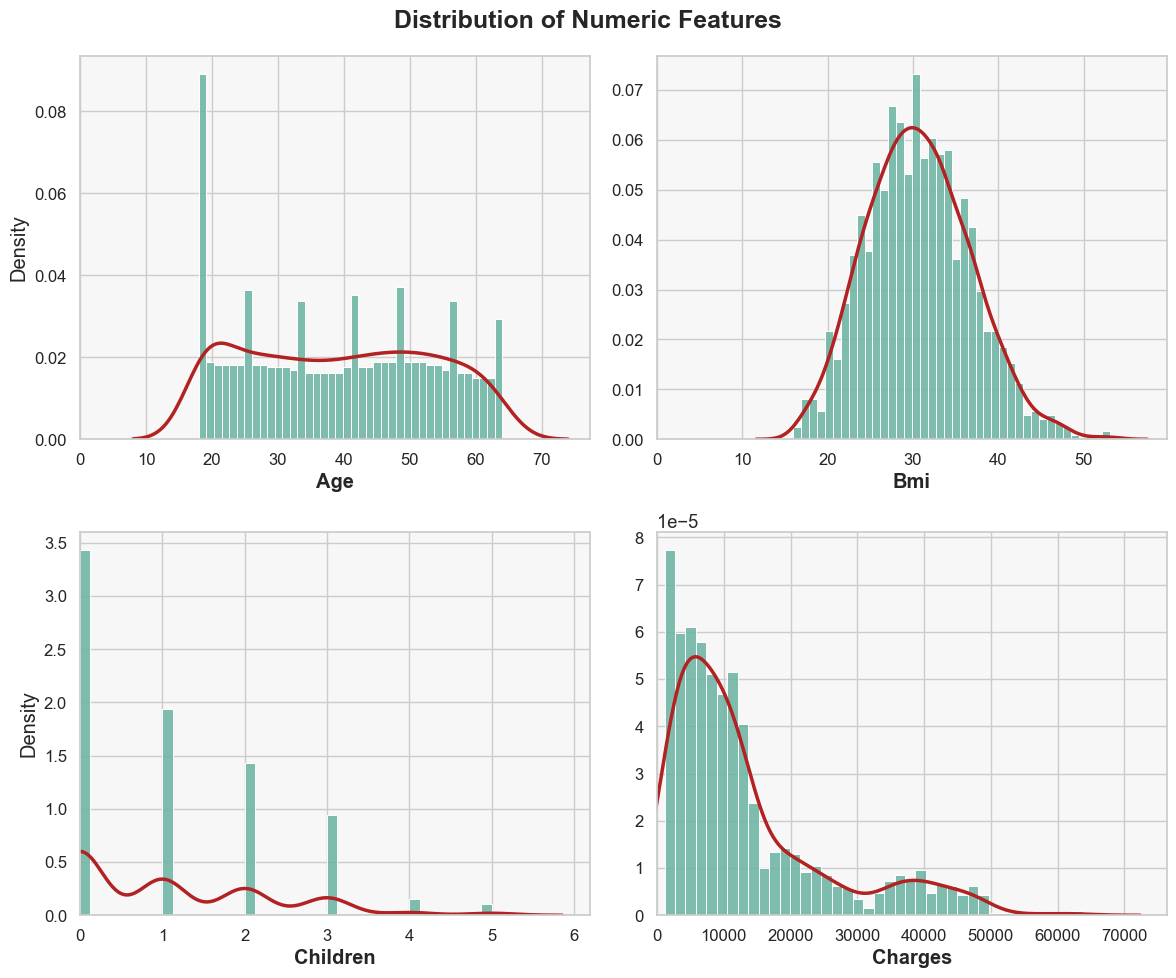 Distribution of Numeric Features
0.08
0.06
0.04
0.02
0.00
Density
0 10 20 30 40 50 60 70
Age
0.07
0.06
0.05
0.04
0.03
0.02
0.01
0.00
0 10 20 30 40 50
Bmi
3.5
3.0
2.5
2.0
1.5
1.0
0.5
0.0
Density
0 1 2 3 4 5 6
Children
1e−5
8
7
6
5
4
3
2
1
0
0 10000 20000 30000 40000 50000 60000 70000
Charges